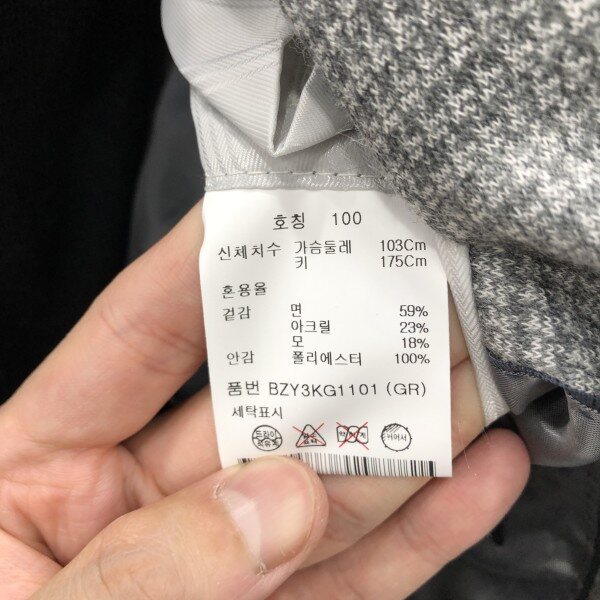 호칭 100
신체치수 가슴둘레 103Cm
키 175Cm
혼용율
겉감 면 59%
아크릴 23%
모 18%
안감 폴리에스터 100%
품번 BZY3KG1101 (GR)
세탁표시
드라이